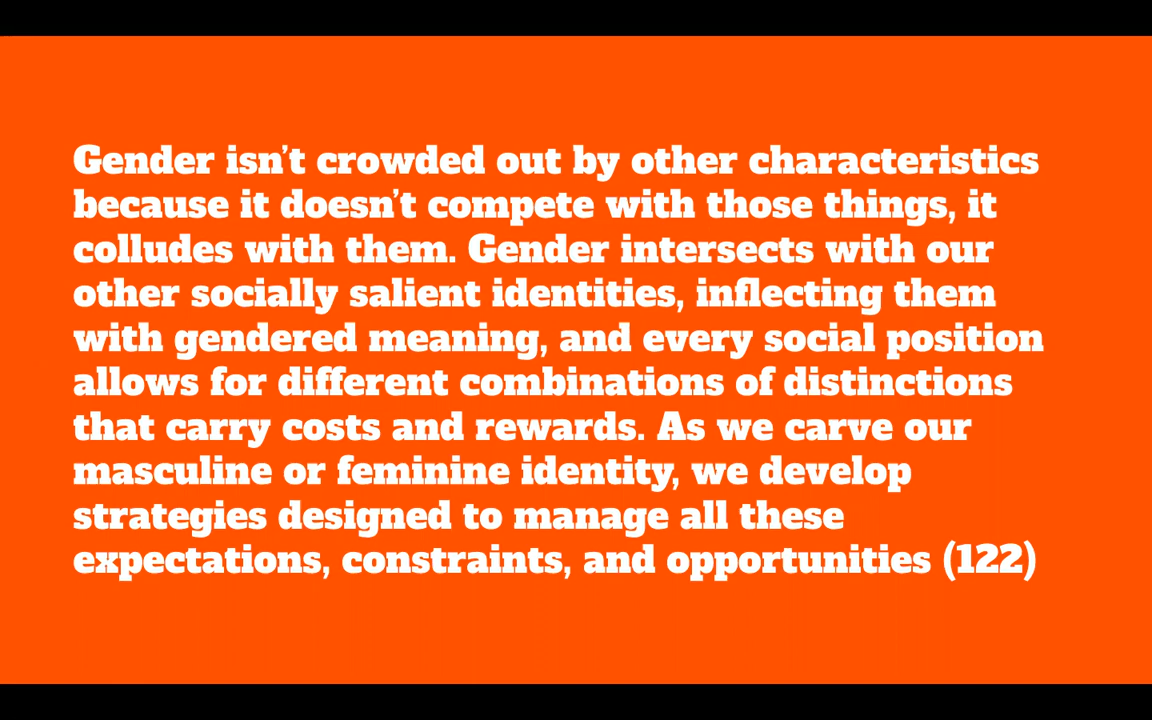 Gender isn’t crowded out by other characteristics
because it doesn’t compete with those things, it
colludes with them. Gender intersects with our
other socially salient identities, inflecting them
with gendered meaning, and every social position
allows for different combinations of distinctions
that carry costs and rewards. As we carve our
masculine or feminine identity, we develop
strategies designed to manage all these
expectations, constraints, and opportunities (122)